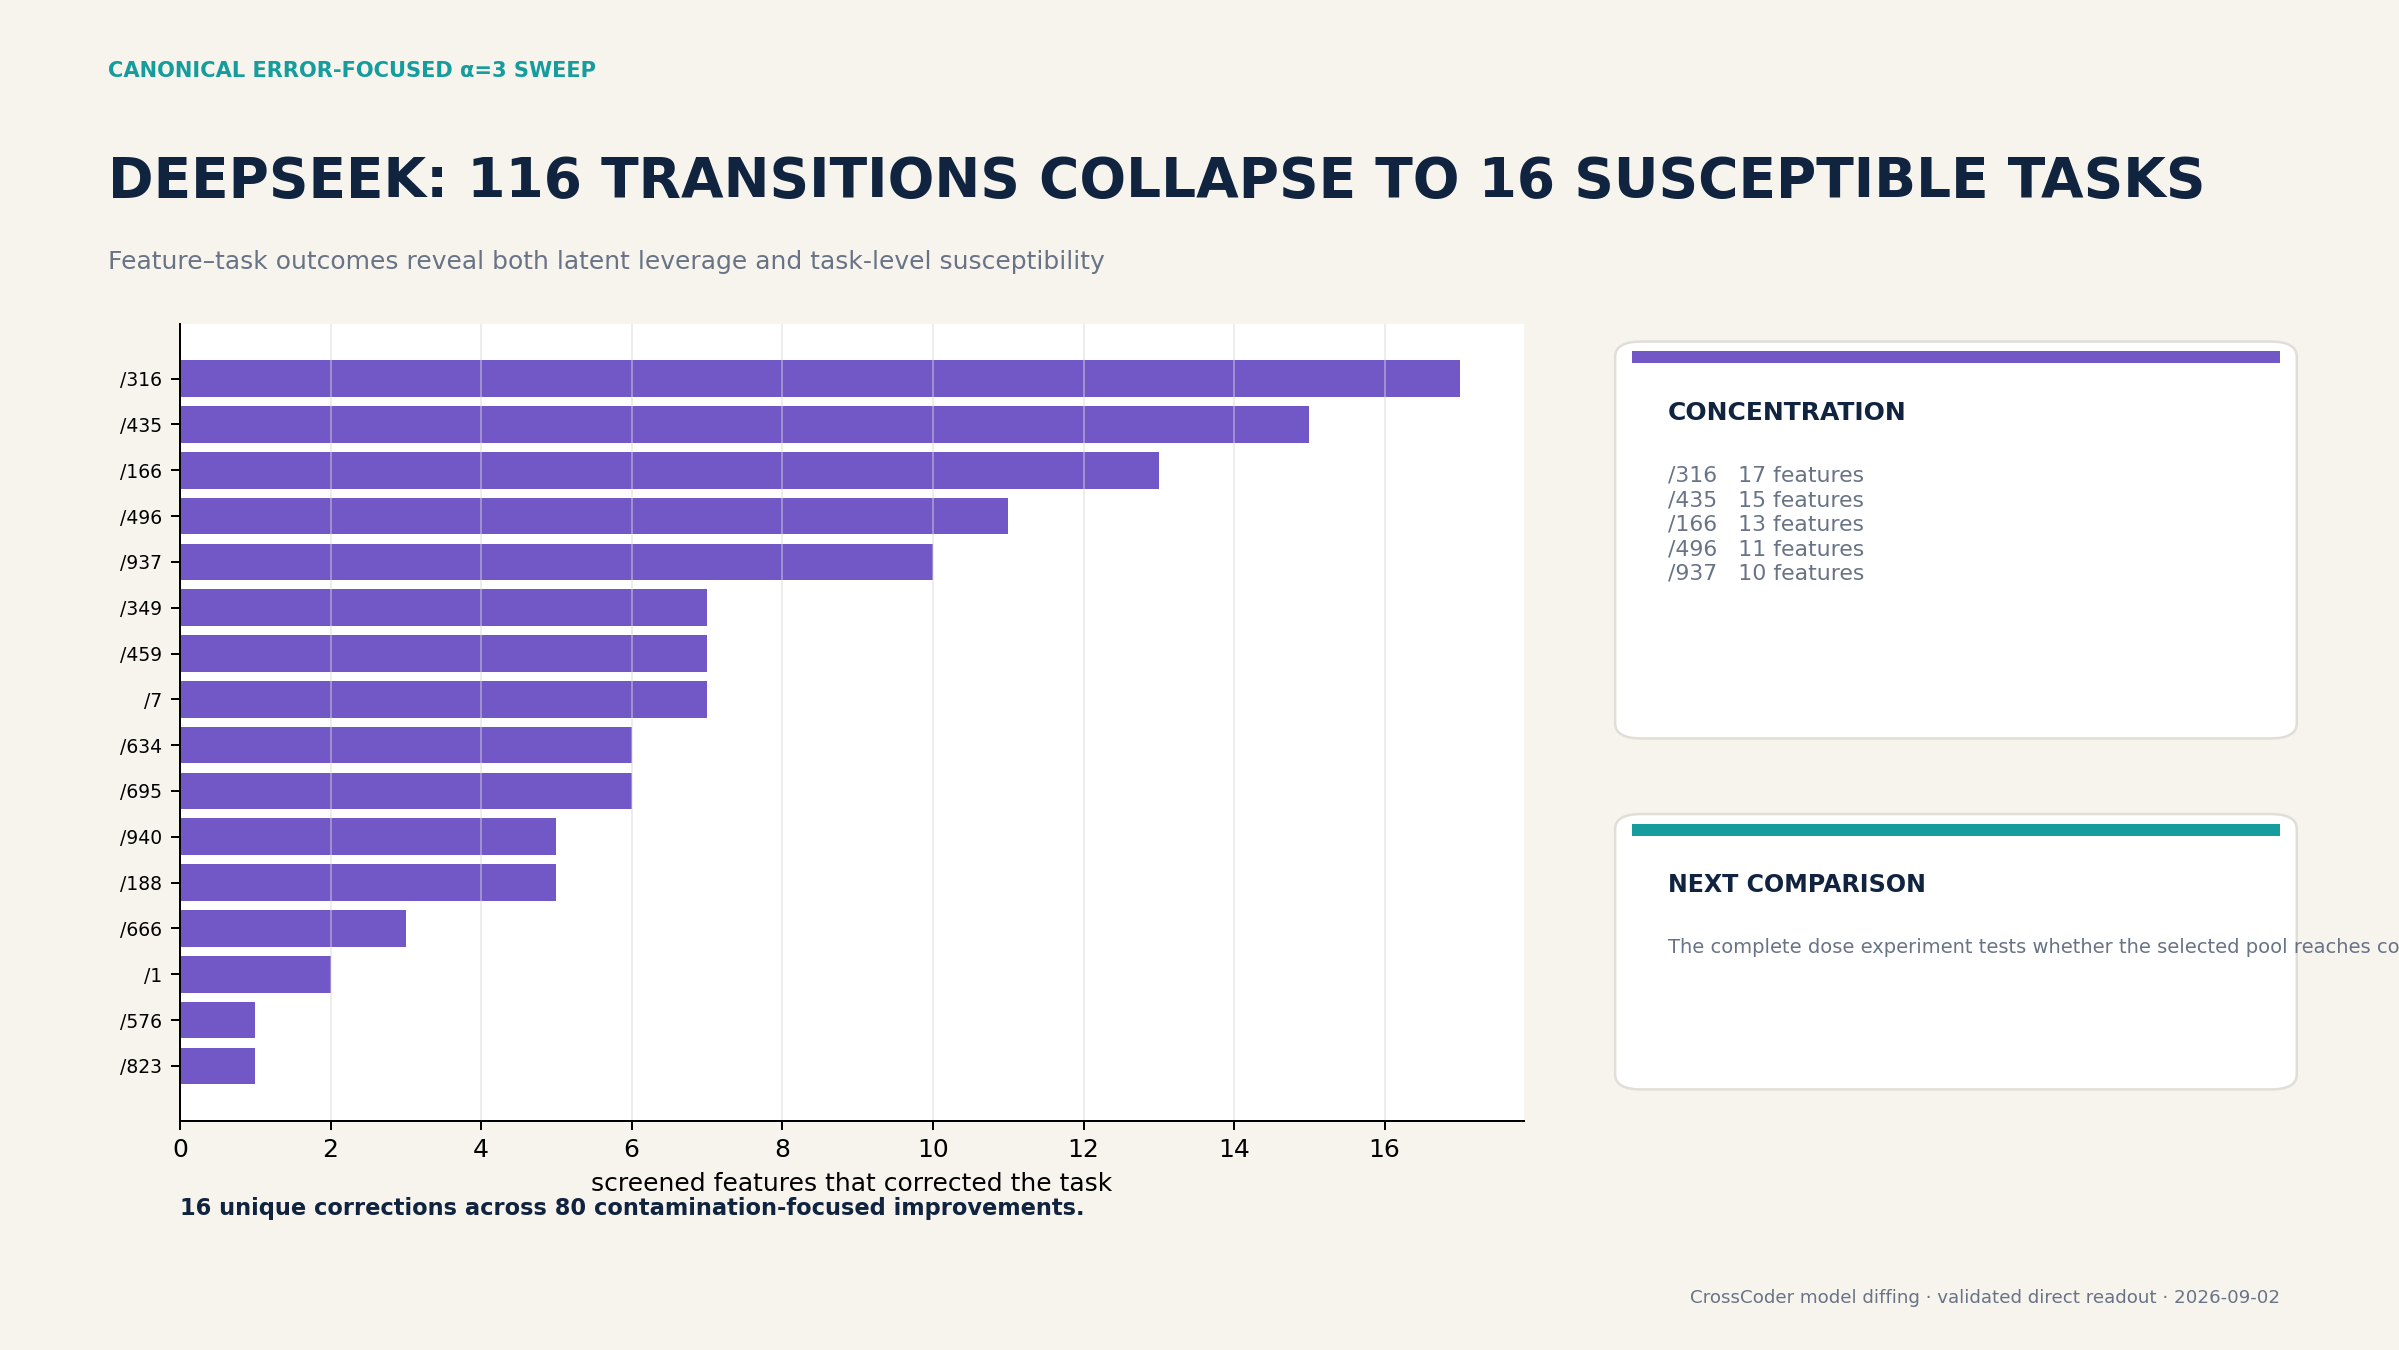 CANONICAL ERROR-FOCUSED α=3 SWEEP
DEEPSEEK: 116 TRANSITIONS COLLAPSE TO 16 SUSCEPTIBLE TASKS
Feature–task outcomes reveal both latent leverage and task-level susceptibility
/316
/435
/166
/496
/937
/349
/459
/7
/634
/695
/940
/188
/666
/1
/576
/823
0 2 4 6 8 10 12 14 16
screened features that corrected the task
16 unique corrections across 80 contamination-focused improvements.
CONCENTRATION
/316 17 features
/435 15 features
/166 13 features
/496 11 features
/937 10 features
NEXT COMPARISON
The complete dose experiment tests whether the selected pool reaches co
CrossCoder model diffing · validated direct readout · 2026-09-02